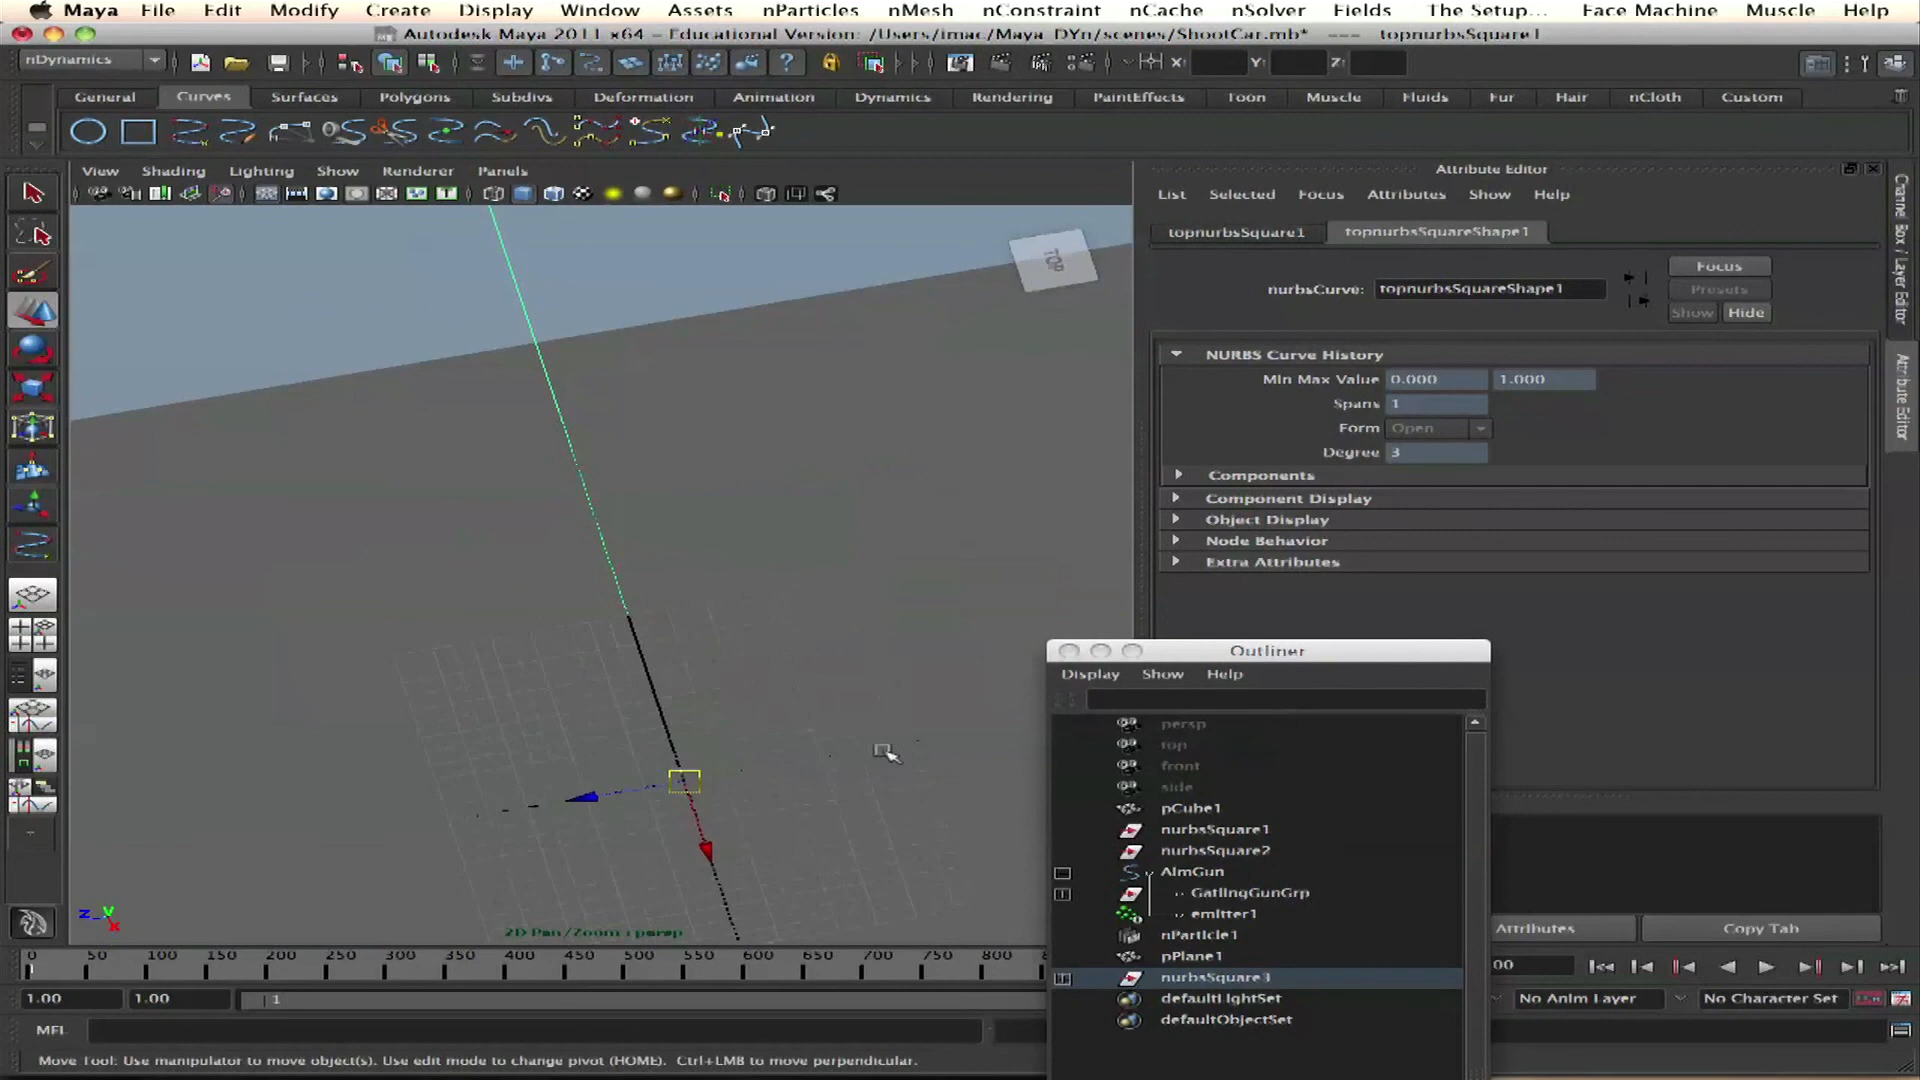 Maya File Edit Modify Create Display Window Assets nParticles nMesh nConstraint nCache nSolver Fields The Setup... Face Machine Muscle Help
Autodesk Maya 2011 x64 – Educational Version: /Users/imac/Maya_DYn/scenes/ShootCar.mb* --- topnurbsSquare1
nDynamics X: Y: Z:
General Curves Surfaces Polygons Subdivs Deformation Animation Dynamics Rendering PaintEffects Toon Muscle Fluids Fur Hair nCloth Custom
View Shading Lighting Show Renderer Panels
TOP
2D Pan/Zoom : persp
Attribute Editor
List Selected Focus Attributes Show Help
topnurbsSquare1 topnurbsSquareShape1
Focus
nurbsCurve: topnurbsSquareShape1
Presets
Show Hide
NURBS Curve History
Min Max Value 0.000 1.000
Spans 1
Form Open
Degree 3
Components
Component Display
Object Display
Node Behavior
Extra Attributes
Channel Box / Layer Editor
Attribute Editor
Outliner
Display Show Help
persp
top
front
side
pCube1
nurbsSquare1
nurbsSquare2
AimGun
GatlingGunGrp
emitter1
nParticle1
pPlane1
nurbsSquare3
defaultLightSet
defaultObjectSet
Attributes Copy Tab
z y x
0 50 100 150 200 250 300 350 400 450 500 550 600 650 700 750 800
00
1.00 1.00 1 No Anim Layer No Character Set
MEL
Move Tool: Use manipulator to move object(s). Use edit mode to change pivot (HOME). Ctrl+LMB to move perpendicular.